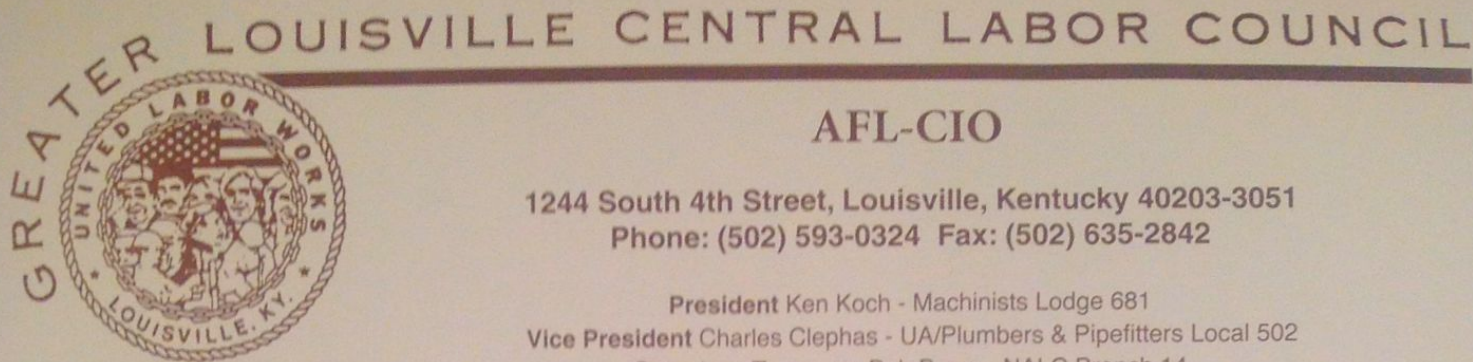 GREATER LOUISVILLE CENTRAL LABOR COUNCIL
UNITED LABOR WORKS
LOUISVILLE, KY.
AFL-CIO
1244 South 4th Street, Louisville, Kentucky 40203-3051
Phone: (502) 593-0324 Fax: (502) 635-2842
President Ken Koch - Machinists Lodge 681
Vice President Charles Clephas - UA/Plumbers & Pipefitters Local 502